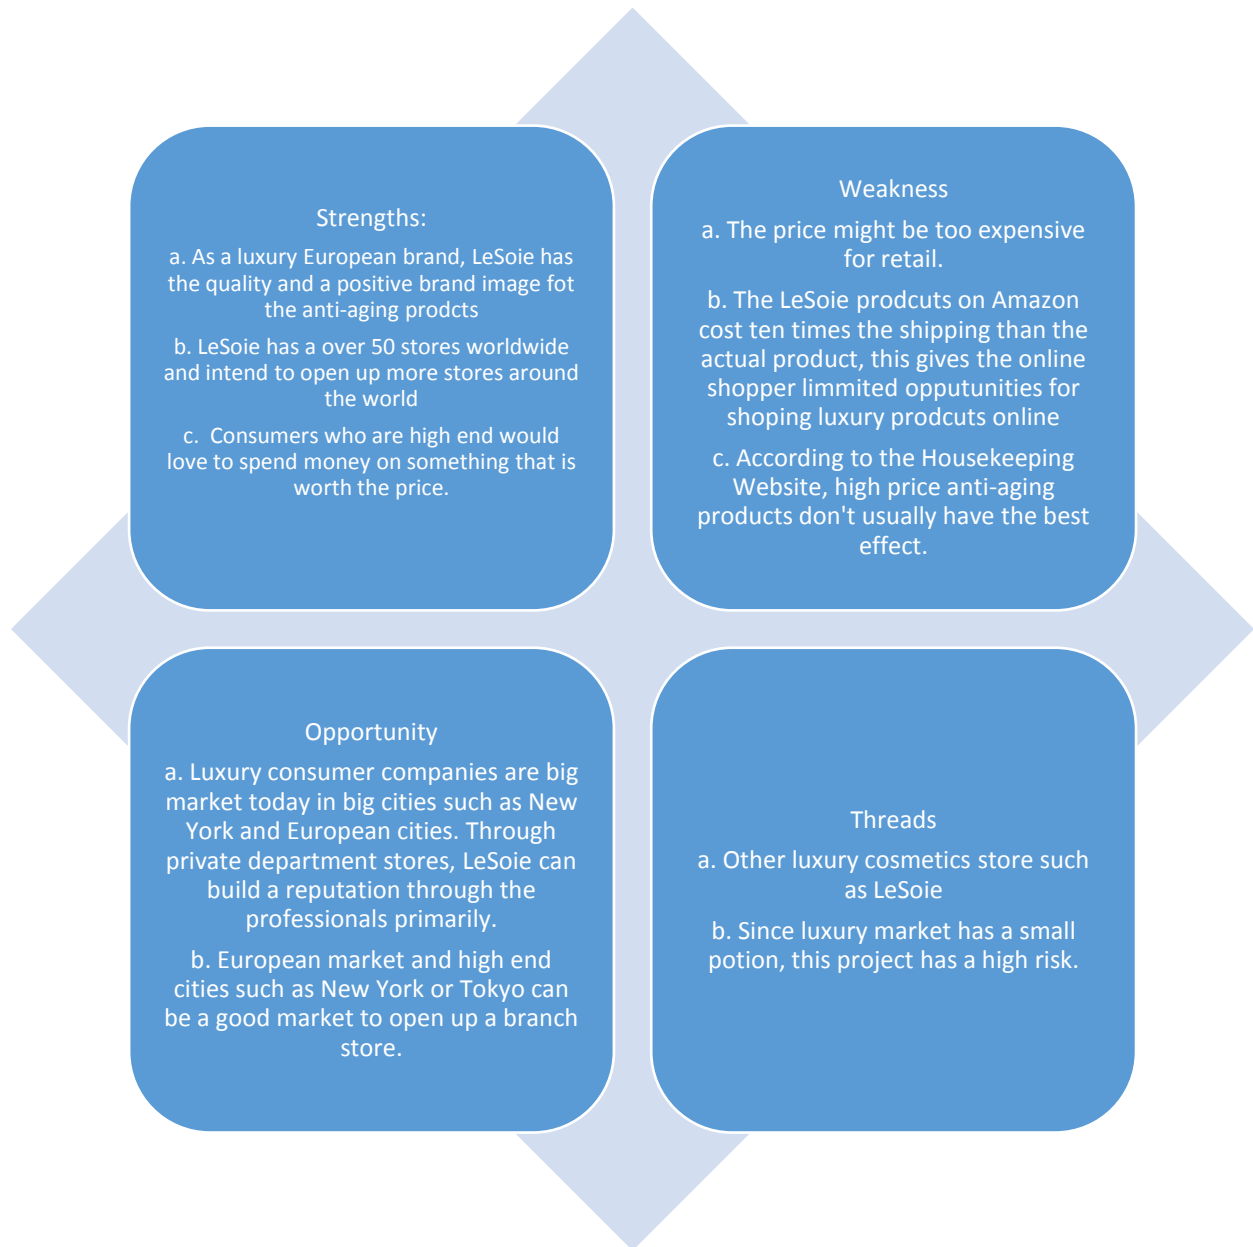 Strengths:
a. As a luxury European brand, LeSoie has
the quality and a positive brand image fot
the anti-aging prodcts
b. LeSoie has a over 50 stores worldwide
and intend to open up more stores around
the world
c.  Consumers who are high end would
love to spend money on something that is
worth the price.
Weakness
a. The price might be too expensive
for retail.
b. The LeSoie prodcuts on Amazon
cost ten times the shipping than the
actual product, this gives the online
shopper limmited opputunities for
shoping luxury prodcuts online
c. According to the Housekeeping
Website, high price anti-aging
products don't usually have the best
effect.
Opportunity
a. Luxury consumer companies are big
market today in big cities such as New
York and European cities. Through
private department stores, LeSoie can
build a reputation through the
professionals primarily.
b. European market and high end
cities such as New York or Tokyo can
be a good market to open up a branch
store.
Threads
a. Other luxury cosmetics store such
as LeSoie
b. Since luxury market has a small
potion, this project has a high risk.